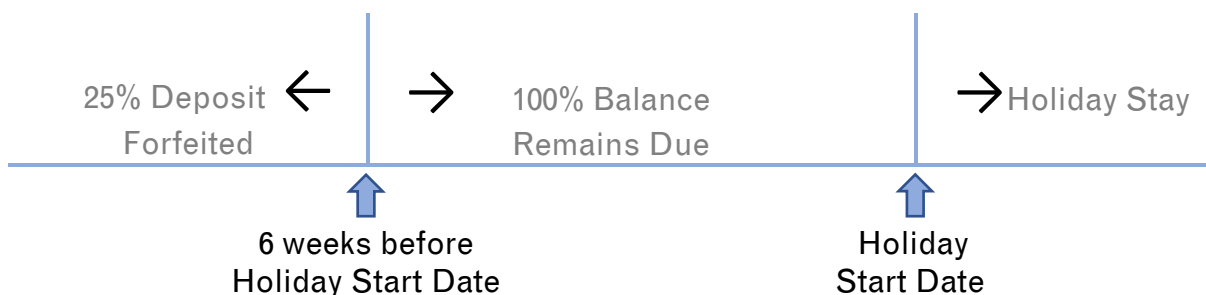 25% Deposit
Forfeited
100% Balance
Remains Due
Holiday Stay
6 weeks before
Holiday Start Date
Holiday
Start Date